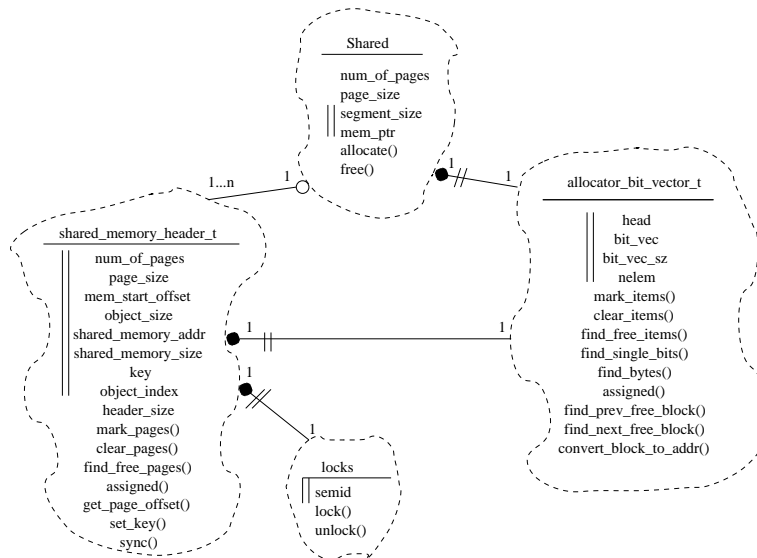 Shared
num_of_pages
page_size
segment_size
mem_ptr
allocate()
free()
1...n
1
1
1
shared_memory_header_t
num_of_pages
page_size
mem_start_offset
object_size
shared_memory_addr
shared_memory_size
key
object_index
header_size
mark_pages()
clear_pages()
find_free_pages()
assigned()
get_page_offset()
set_key()
sync()
1
1
1
1
allocator_bit_vector_t
head
bit_vec
bit_vec_sz
nelem
mark_items()
clear_items()
find_free_items()
find_single_bits()
find_bytes()
assigned()
find_prev_free_block()
find_next_free_block()
convert_block_to_addr()
locks
semid
lock()
unlock()